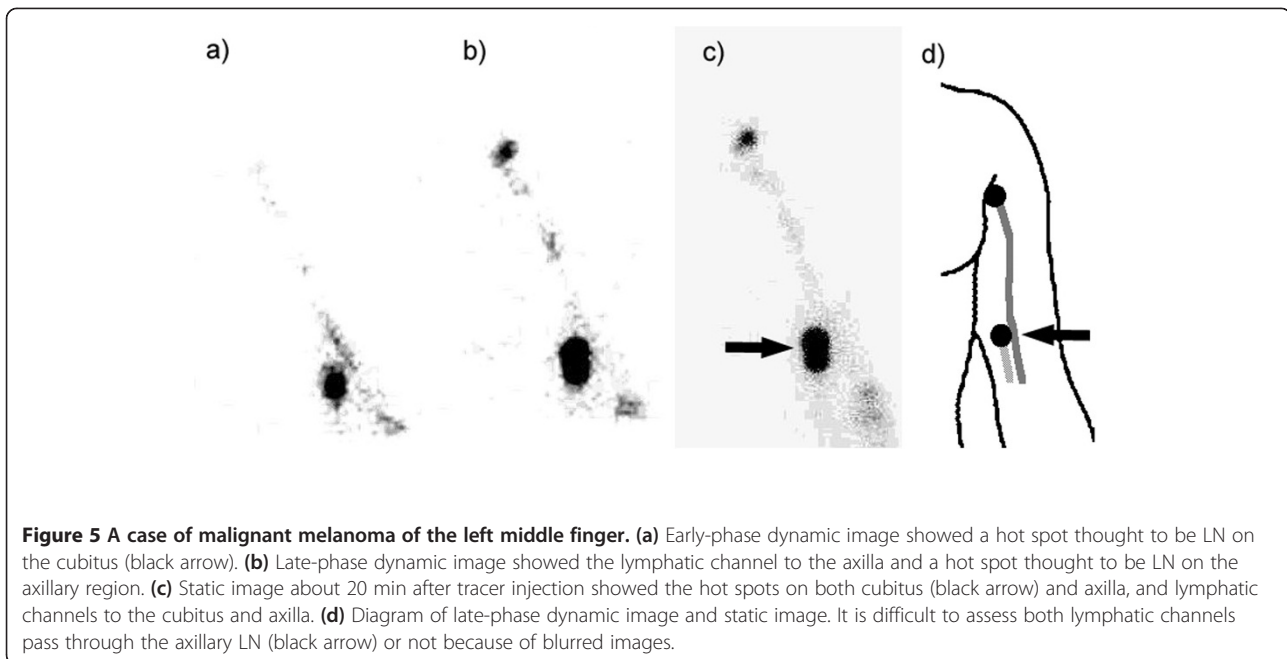 a)
b)
c)
d)
Figure 5 A case of malignant melanoma of the left middle finger. (a) Early-phase dynamic image showed a hot spot thought to be LN on
the cubitus (black arrow). (b) Late-phase dynamic image showed the lymphatic channel to the axilla and a hot spot thought to be LN on the
axillary region. (c) Static image about 20 min after tracer injection showed the hot spots on both cubitus (black arrow) and axilla, and lymphatic
channels to the cubitus and axilla. (d) Diagram of late-phase dynamic image and static image. It is difficult to assess both lymphatic channels
pass through the axillary LN (black arrow) or not because of blurred images.